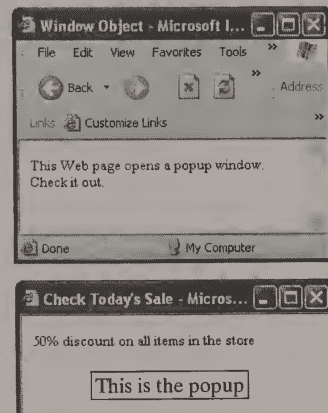 Window Object - Microsoft I...
File Edit View Favorites Tools »
Back » Address
Links Customize Links »
This Web page opens a popup window.
Check it out.
Done My Computer
Check Today's Sale - Micros...
50% discount on all items in the store
This is the popup